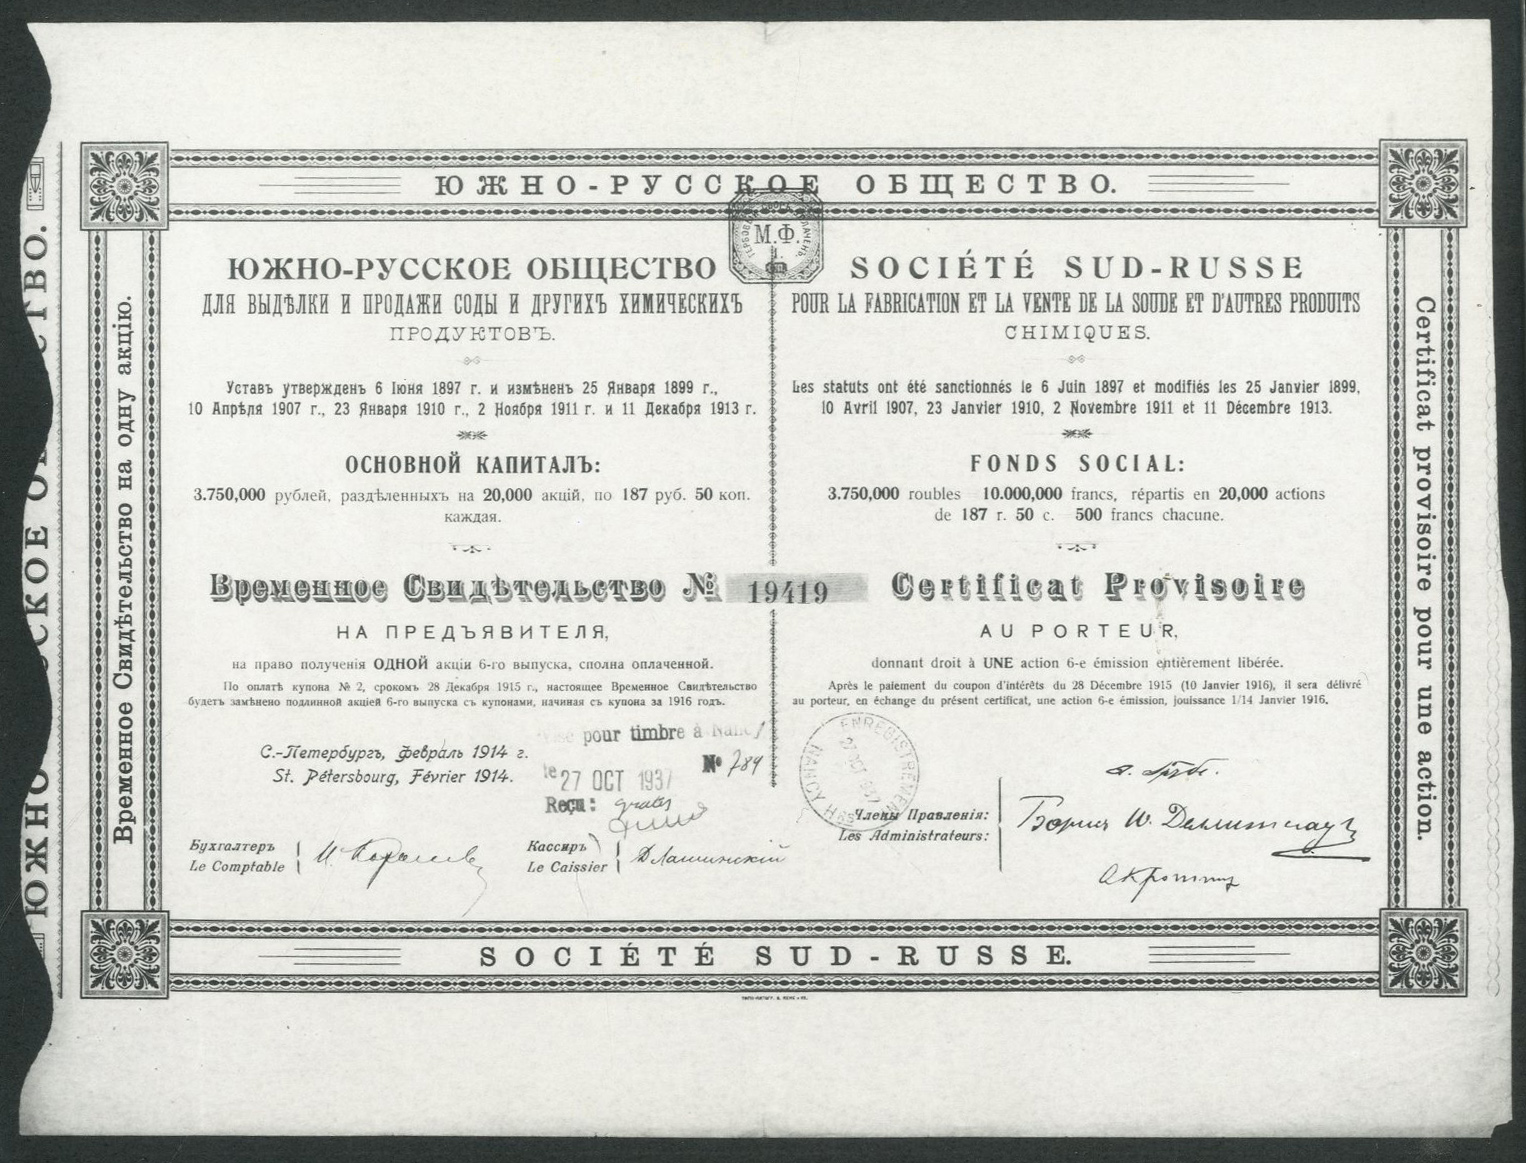 ЮЖНО-РУССКОЕ ОБЩЕСТВО.
М.Ф.
1.
ЮЖНО-РУССКОЕ ОБЩЕСТВО
ДЛЯ ВЫДѢЛКИ И ПРОДАЖИ СОДЫ И ДРУГИХЪ ХИМИЧЕСКИХЪ
ПРОДУКТОВЪ.
Уставъ утвержденъ 6 Іюня 1897 г. и измѣненъ 25 Января 1899 г.,
10 Апрѣля 1907 г., 23 Января 1910 г., 2 Ноября 1911 г. и 11 Декабря 1913 г.
ОСНОВНОЙ КАПИТАЛЪ:
3.750,000 рублей, раздѣленныхъ на 20,000 акцій, по 187 руб. 50 коп.
каждая.
Временное Свидѣтельство № 19419
НА ПРЕДЪЯВИТЕЛЯ,
на право полученія ОДНОЙ акціи 6-го выпуска, сполна оплаченной.
По оплатѣ купона № 2, срокомъ 28 Декабря 1915 г., настоящее Временное Свидѣтельство
будетъ замѣнено подлинной акціей 6-го выпуска съ купонами, начиная съ купона за 1916 годъ.
С.-Петербургъ, февраль 1914 г.
St. Pétersbourg, Février 1914.
Бухгалтеръ
Le Comptable
Кассиръ
Le Caissier
Д Лашинскій
SOCIÉTÉ SUD-RUSSE
POUR LA FABRICATION ET LA VENTE DE LA SOUDE ET D'AUTRES PRODUITS
CHIMIQUES.
Les statuts ont été sanctionnés le 6 Juin 1897 et modifiés les 25 Janvier 1899,
10 Avril 1907, 23 Janvier 1910, 2 Novembre 1911 et 11 Décembre 1913.
FONDS SOCIAL:
3.750,000 roubles 10.000,000 francs, répartis en 20,000 actions
de 187 r. 50 c. 500 francs chacune.
Certificat Provisoire
AU PORTEUR,
donnant droit à UNE action 6-e émission entièrement libérée.
Après le paiement du coupon d'intérêts du 28 Décembre 1915 (10 Janvier 1916), il sera délivré
au porteur, en échange du présent certificat, une action 6-e émission, jouissance 1/14 Janvier 1916.
pour timbre à Nancy
No 789
le 27 OCT 1937
Reçu: gratis
ENREGISTREMENT
NANCY
27 OCT 1937
Члены Правленія:
Les Administrateurs:
SOCIÉTÉ SUD-RUSSE.
Временное Свидѣтельство на одну акцію.
Certificat provisoire pour une action.